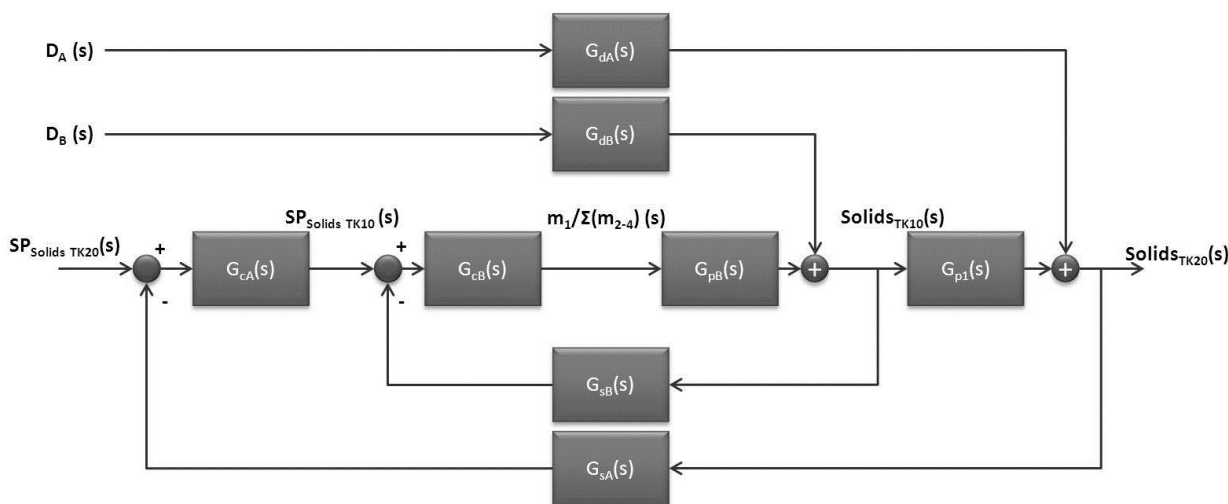 D_A (s)
G_dA(s)
D_B (s)
G_dB(s)
SP_Solids TK20(s)
+
-
G_cA(s)
SP_Solids TK10 (s)
+
-
G_cB(s)
m_1/Σ(m_2-4) (s)
G_pB(s)
+
Solids_TK10(s)
G_p1(s)
+
Solids_TK20(s)
G_sB(s)
G_sA(s)